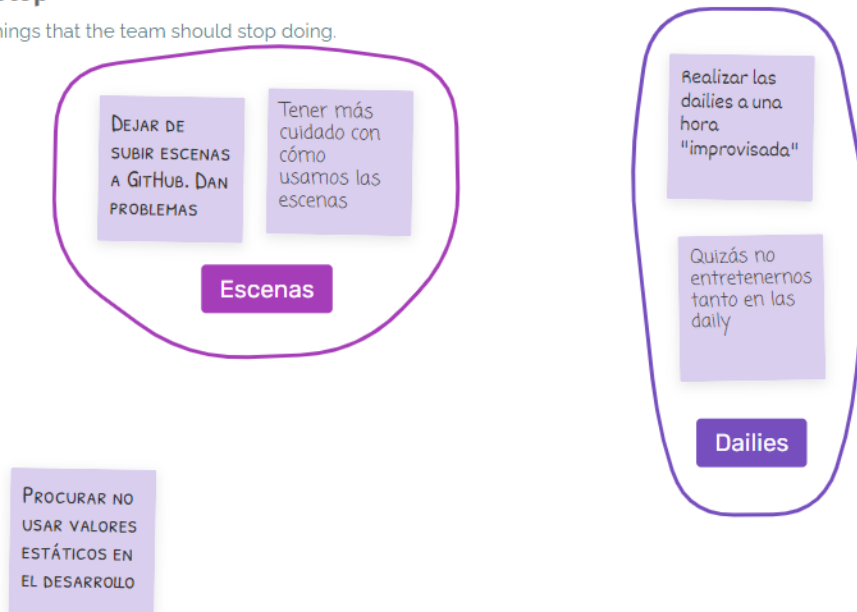 things that the team should stop doing.
DEJAR DE
SUBIR ESCENAS
A GITHUB. DAN
PROBLEMAS
Tener más
cuidado con
cómo
usamos las
escenas
Escenas
Realizar las
dailies a una
hora
"improvisada"
Quizás no
entretenernos
tanto en las
daily
Dailies
PROCURAR NO
USAR VALORES
ESTÁTICOS EN
EL DESARROLLO